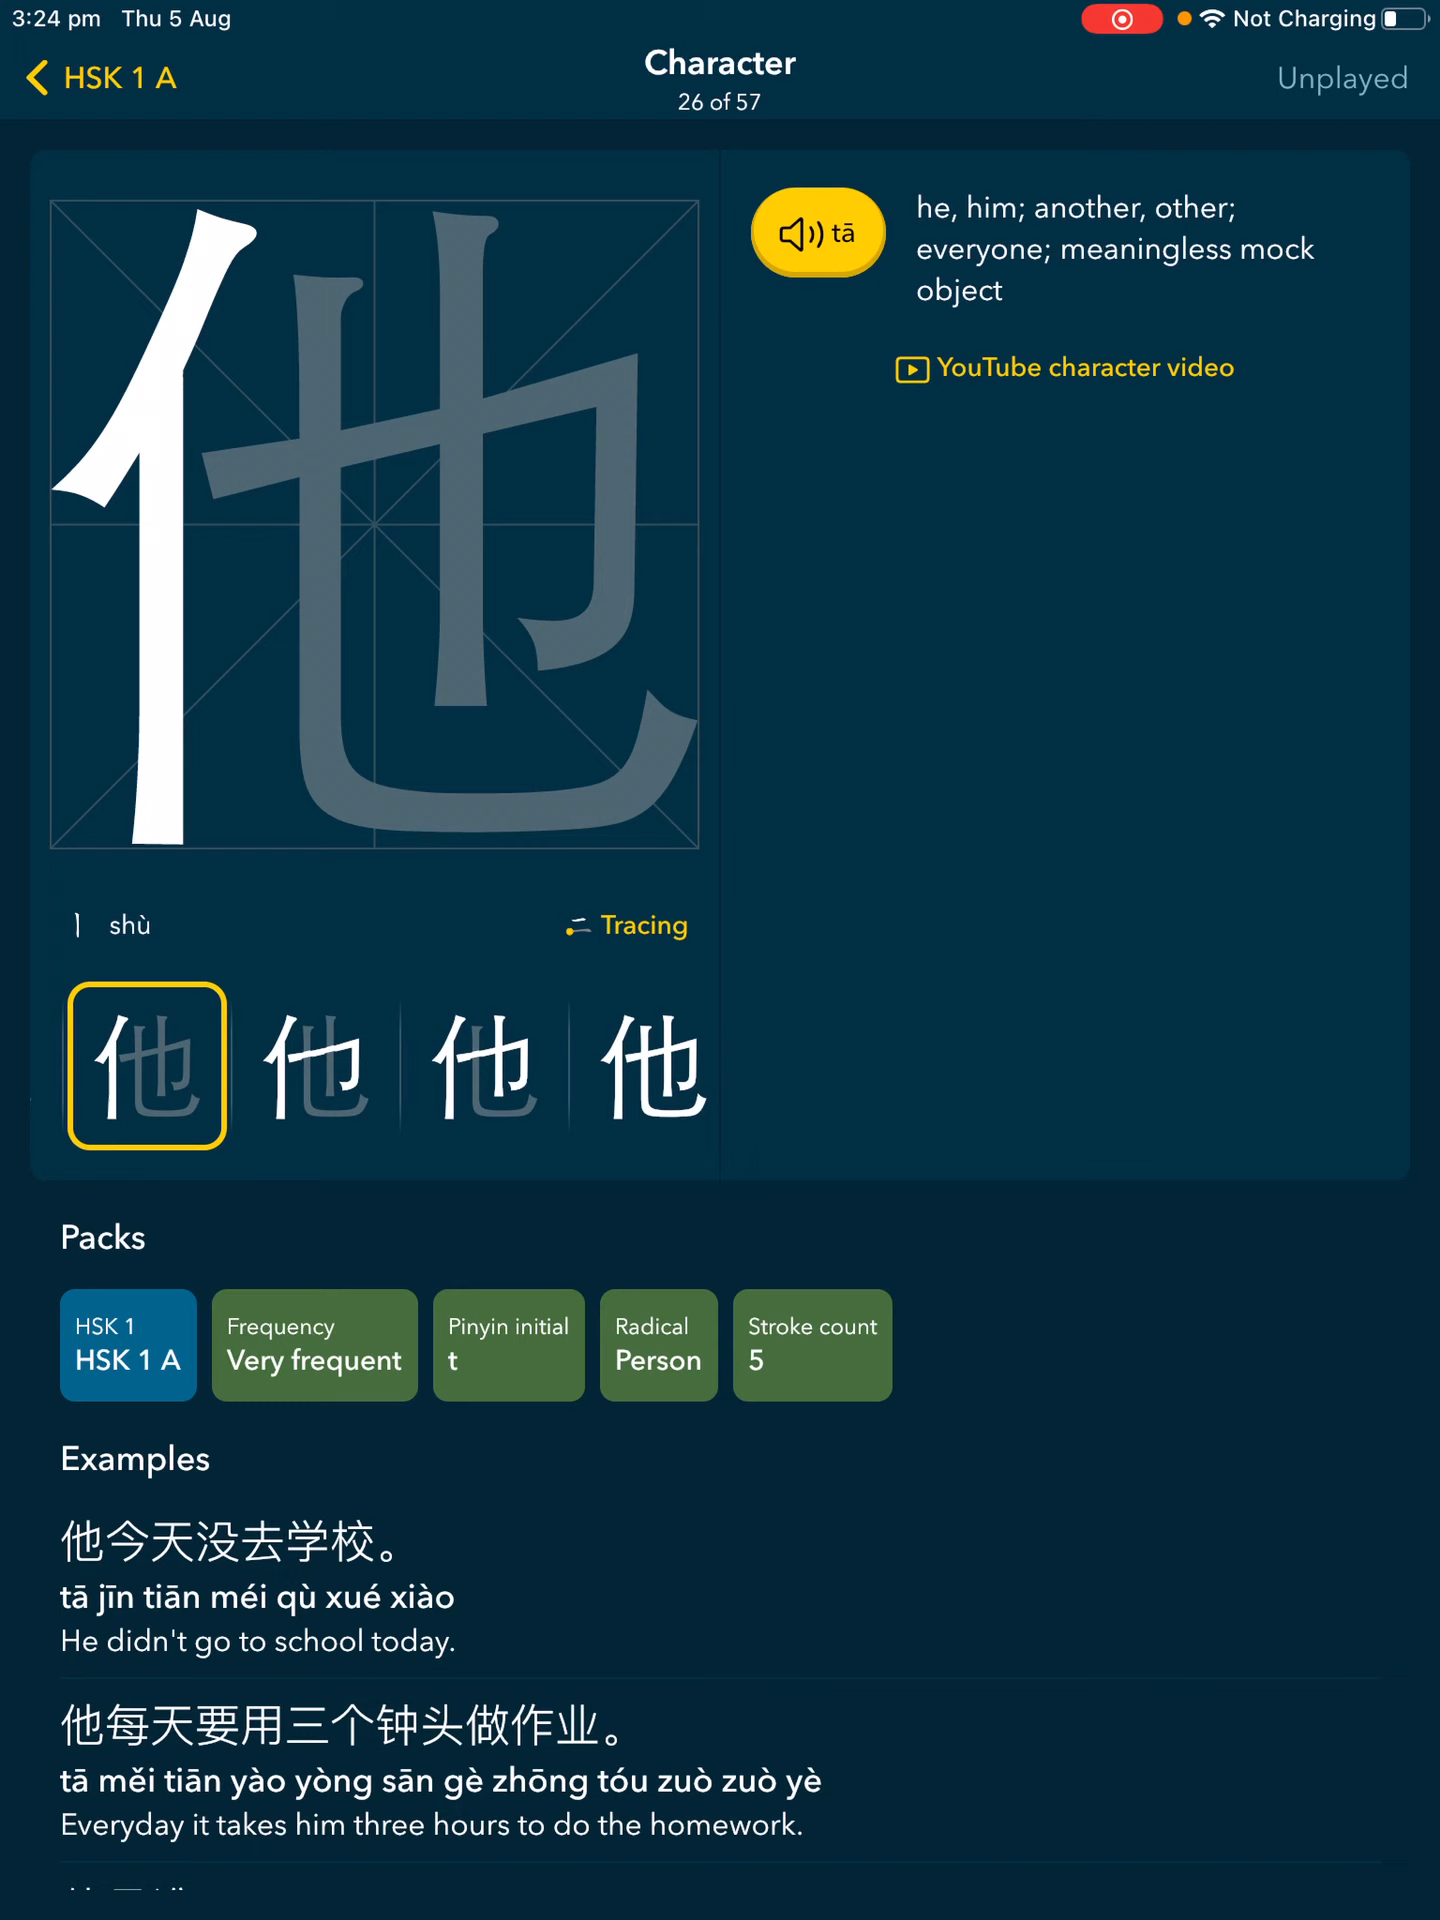 3:24 pm Thu 5 Aug
Not Charging
HSK 1 A
Character
26 of 57
Unplayed
他
tā
he, him; another, other;
everyone; meaningless mock
object
YouTube character video
shù
Tracing
他 他 他 他
Packs
HSK 1
HSK 1 A
Frequency
Very frequent
Pinyin initial
t
Radical
Person
Stroke count
5
Examples
他今天没去学校。
tā jīn tiān méi qù xué xiào
He didn't go to school today.
他每天要用三个钟头做作业。
tā měi tiān yào yòng sān gè zhōng tóu zuò zuò yè
Everyday it takes him three hours to do the homework.